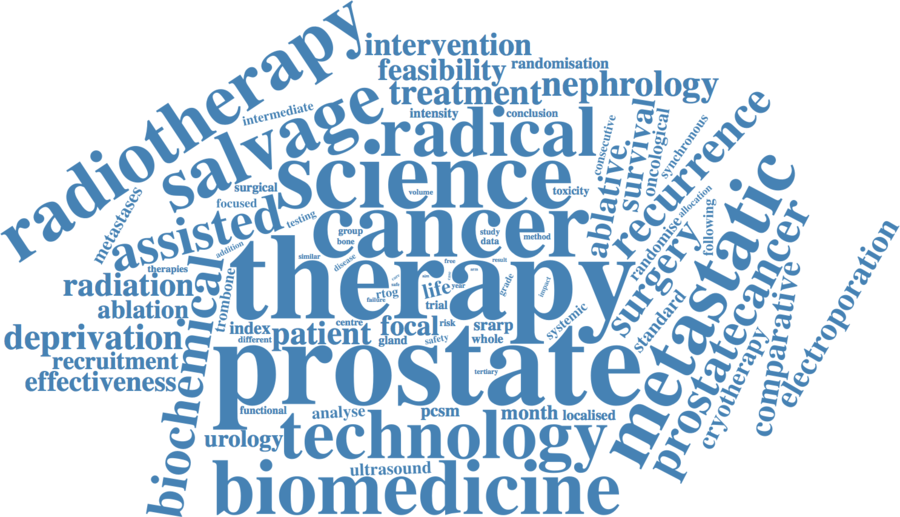 radiotherapy
intervention
randomisation
feasibility
nephrology
treatment
intermediate
salvage
intensity
conclusion
radical
consecutive
survival
oncological
synchronous
recurrence
ablative
science
surgical
volume
toxicity
metastases
focused
testing
assisted
cancer
group
study
method
bone
data
addition
allocation
randomise
following
metastatic
therapies
similar
disease
free
result
therapy
radiation
trombone
rtog
life
year
grade
impact
surgery
prostatecancer
ablation
failure
trial
systemic
standard
comparative
electroporation
biochemical
deprivation
index
patient
centre
focal
risk
srarp
different
gland
safety
whole
recruitment
effectiveness
prostate
tertiary
cryotherapy
functional
analyse
pcsm
month
localised
urology
technology
ultrasound
biomedicine